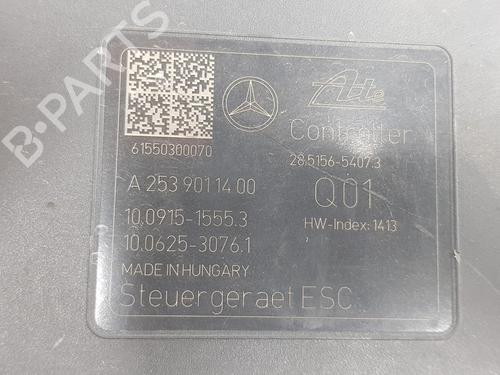 Ate
61550300070
Controller
28.5156-5407.3
A 253 901 14 00
Q01
10.0915-1555.3
HW-Index: 1413
10.0625-3076.1
MADE IN HUNGARY
Steuergeraet ESC
B-PARTS